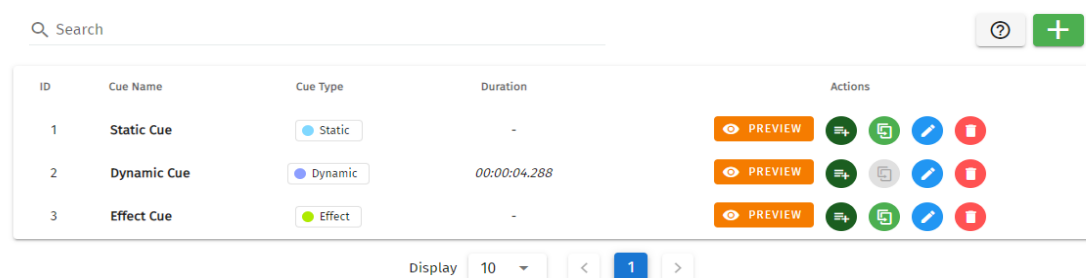 Search
ID Cue Name Cue Type Duration Actions
1 Static Cue Static - PREVIEW
2 Dynamic Cue Dynamic 00:00:04.288 PREVIEW
3 Effect Cue Effect - PREVIEW
Display 10 < 1 >